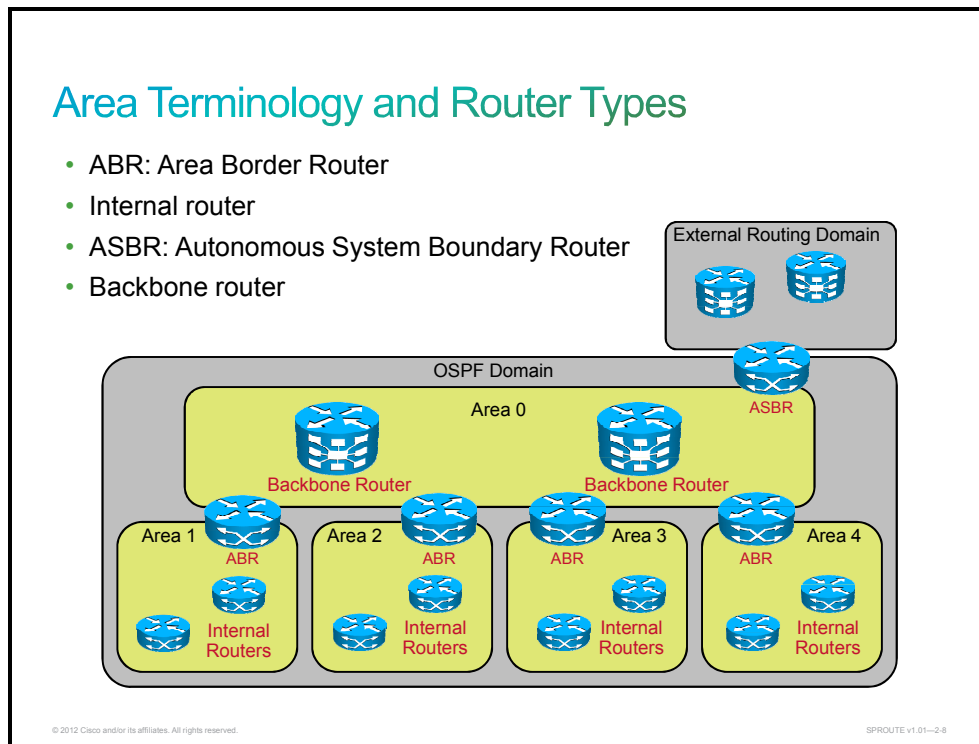 Area Terminology and Router Types
• ABR: Area Border Router
• Internal router
• ASBR: Autonomous System Boundary Router
• Backbone router
External Routing Domain
OSPF Domain
ASBR
Area 0
Backbone Router
Backbone Router
Area 1
ABR
Internal
Routers
Area 2
ABR
Internal
Routers
Area 3
ABR
Internal
Routers
Area 4
ABR
Internal
Routers
© 2012 Cisco and/or its affiliates. All rights reserved.
SPROUTE v1.01—2-8